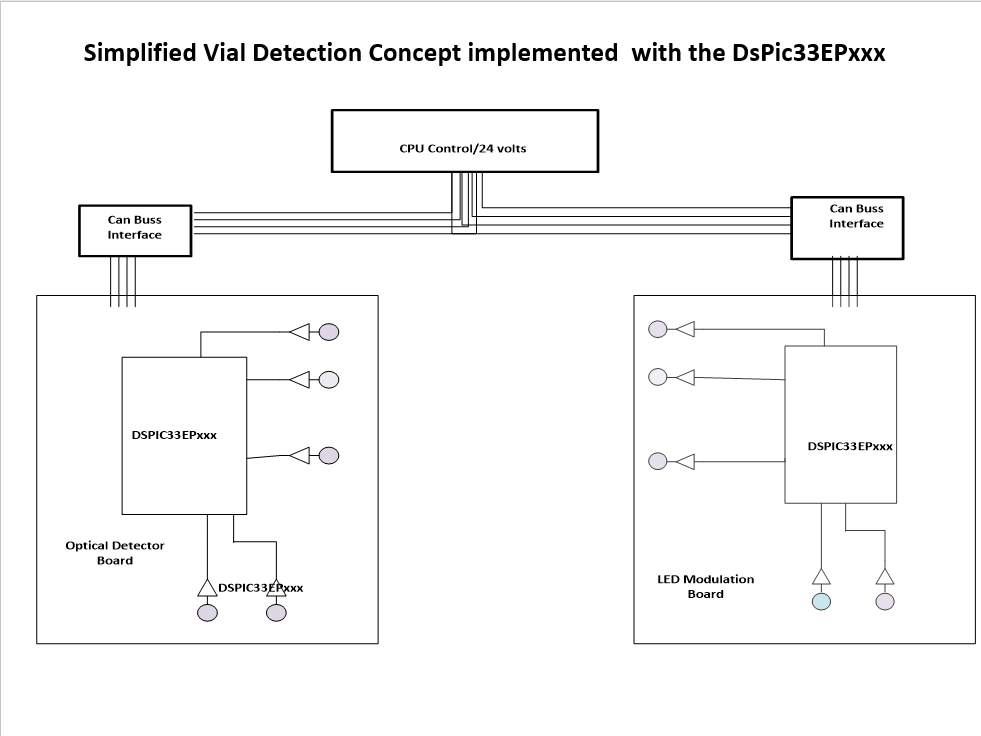 Simplified Vial Detection Concept implemented  with the DsPic33EPxxx
CPU Control/24 volts
Can Buss
Interface
Can Buss
Interface
DSPIC33EPxxx
DSPIC33EPxxx
Optical Detector
Board
DSPIC33EPxxx
LED Modulation
Board